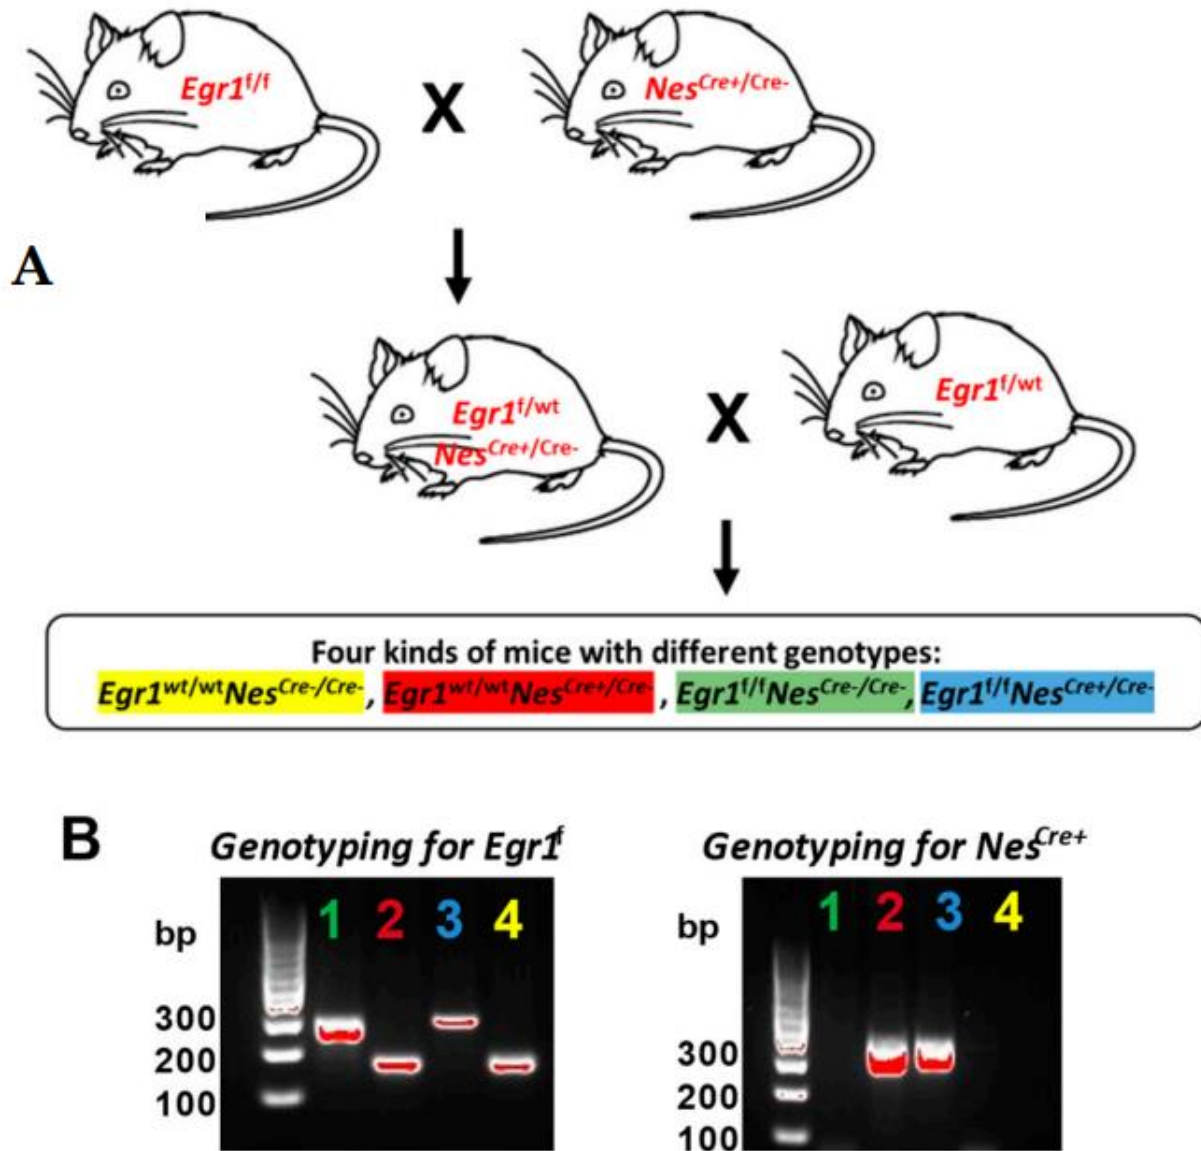 Egr1f/f X NesCre+/Cre-
A
Egr1f/wt X Egr1f/wt
NesCre+/Cre-
Four kinds of mice with different genotypes:
Egr1wt/wtNesCre-/Cre-, Egr1wt/wtNesCre+/Cre-, Egr1f/fNesCre-/Cre-, Egr1f/fNesCre+/Cre-
B
Genotyping for Egr1f
bp 1 2 3 4
300
200
100
Genotyping for NesCre+
bp 1 2 3 4
300
200
100